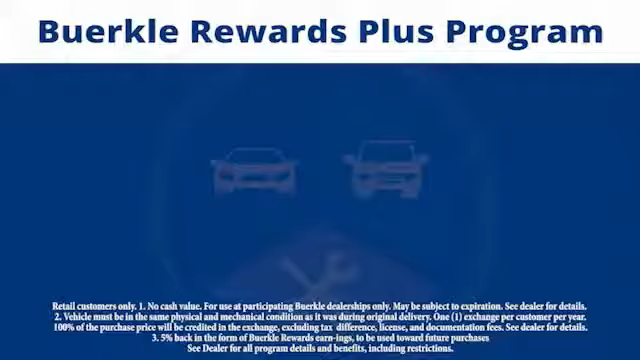 Buerkle Rewards Plus Program
Retail customers only. 1. No cash value. For use at participating Buerkle dealerships only. May be subject to expiration. See dealer for details.
2. Vehicle must be in the same physical and mechanical condition as it was during original delivery. One (1) exchange per customer per year.
100% of the purchase price will be credited in the exchange, excluding tax difference, license, and documentation fees. See dealer for details.
3. 5% back in the form of Buerkle Rewards earn-ings, to be used toward future purchases
See Dealer for all program details and benefits, including restrictions.